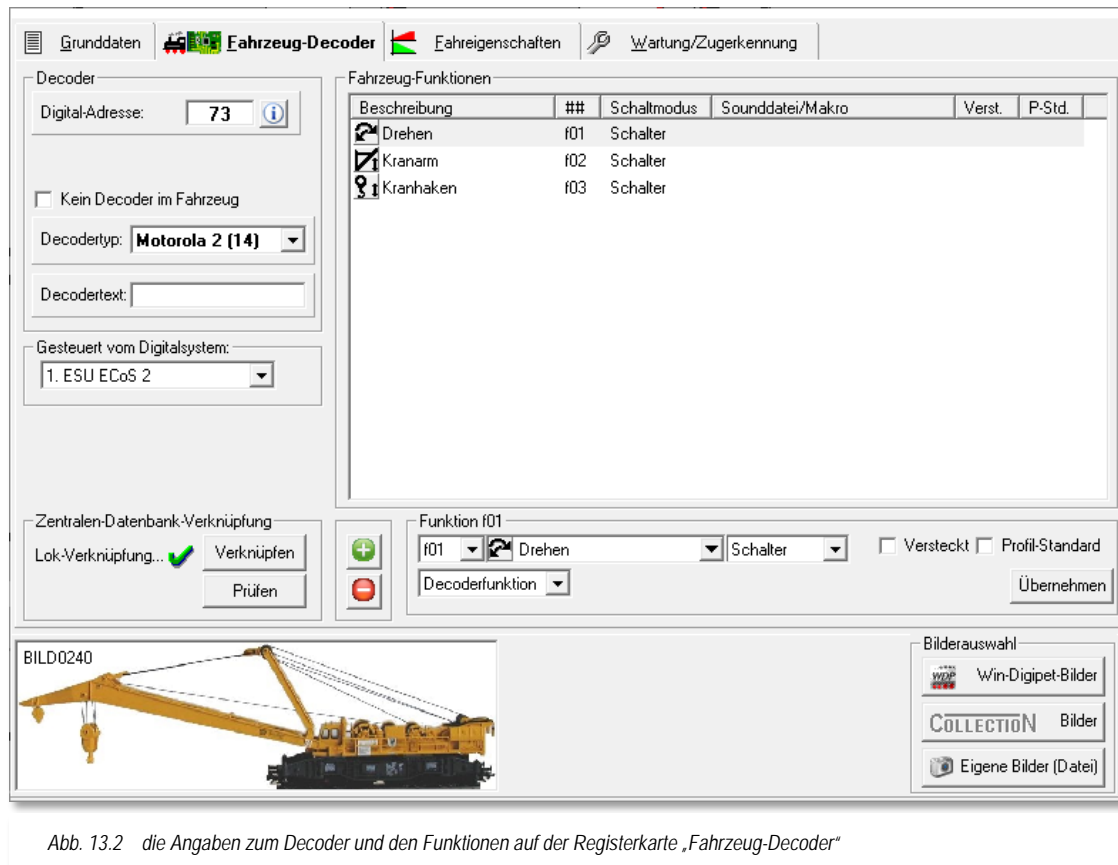 Grunddaten
Fahrzeug-Decoder
Fahreigenschaften
Wartung/Zugerkennung
Decoder
Digital-Adresse: 73
Kein Decoder im Fahrzeug
Decodertyp: Motorola 2 (14)
Decodertext:
Gesteuert vom Digitalsystem:
1. ESU ECoS 2
Fahrzeug-Funktionen
Beschreibung ## Schaltmodus Sounddatei/Makro Verst. P-Std.
Drehen f01 Schalter
Kranarm f02 Schalter
Kranhaken f03 Schalter
Zentralen-Datenbank-Verknüpfung
Lok-Verknüpfung... Verknüpfen
Prüfen
Funktion f01
f01 Drehen Schalter Versteckt Profil-Standard
Decoderfunktion Übernehmen
BILD0240
Bilderauswahl
WDP Win-Digipet-Bilder
COLLECTION Bilder
Eigene Bilder (Datei)
Abb. 13.2 die Angaben zum Decoder und den Funktionen auf der Registerkarte „Fahrzeug-Decoder“